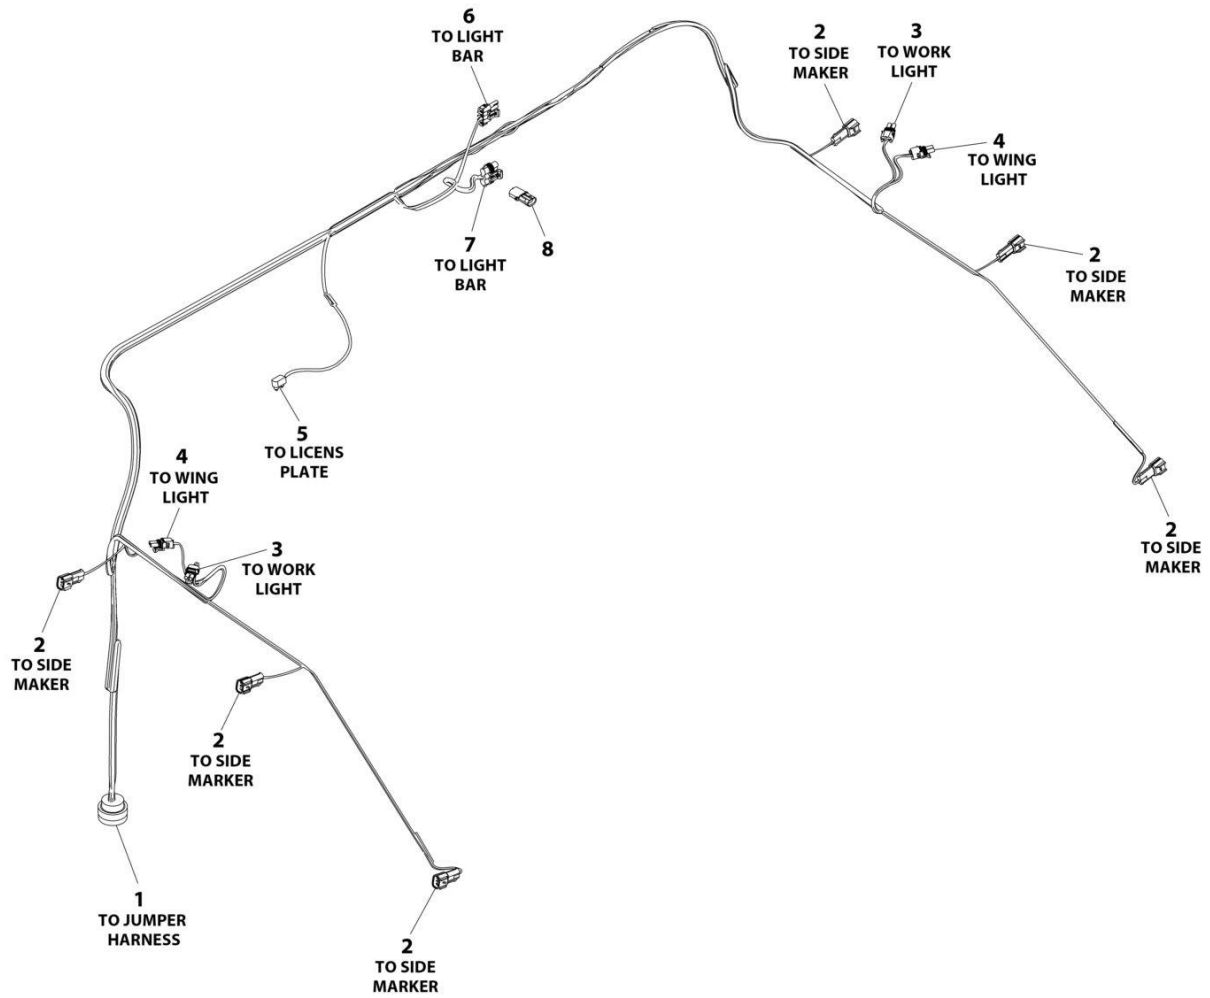 6
TO LIGHT
BAR
2
TO SIDE
MAKER
3
TO WORK
LIGHT
4
TO WING
LIGHT
7
TO LIGHT
BAR
8
2
TO SIDE
MAKER
5
TO LICENS
PLATE
4
TO WING
LIGHT
2
TO SIDE
MAKER
3
TO WORK
LIGHT
2
TO SIDE
MAKER
2
TO SIDE
MARKER
1
TO JUMPER
HARNESS
2
TO SIDE
MARKER